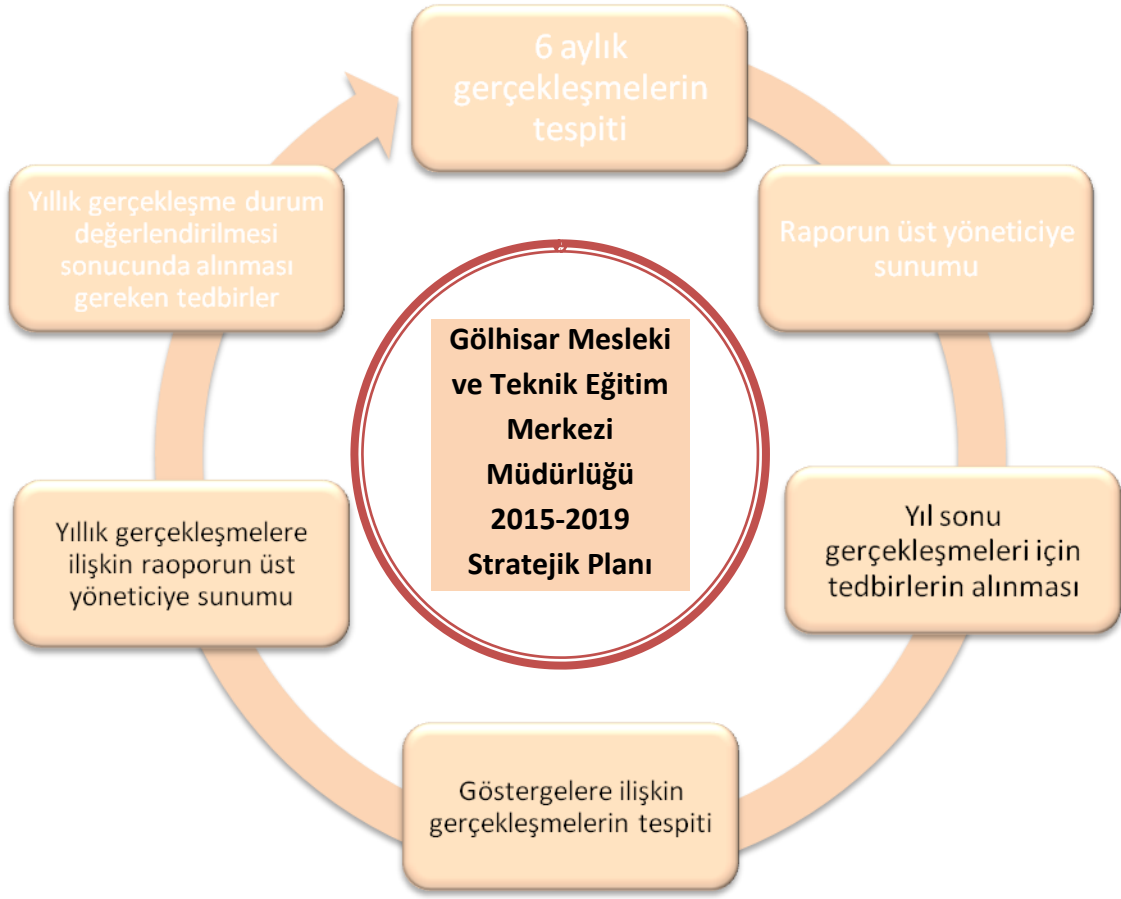 6 aylık
gerçekleşmelerin
tespiti
Raporun üst yöneticiye
sunumu
Yıl sonu
gerçekleşmeleri için
tedbirlerin alınması
Göstergelere ilişkin
gerçekleşmelerin tespiti
Yıllık gerçekleşmelere
ilişkin raoporun üst
yöneticiye sunumu
Yıllık gerçekleşme durum
değerlendirilmesi
sonucunda alınması
gereken tedbirler
Gölhisar Mesleki
ve Teknik Eğitim
Merkezi
Müdürlüğü
2015-2019
Stratejik Planı